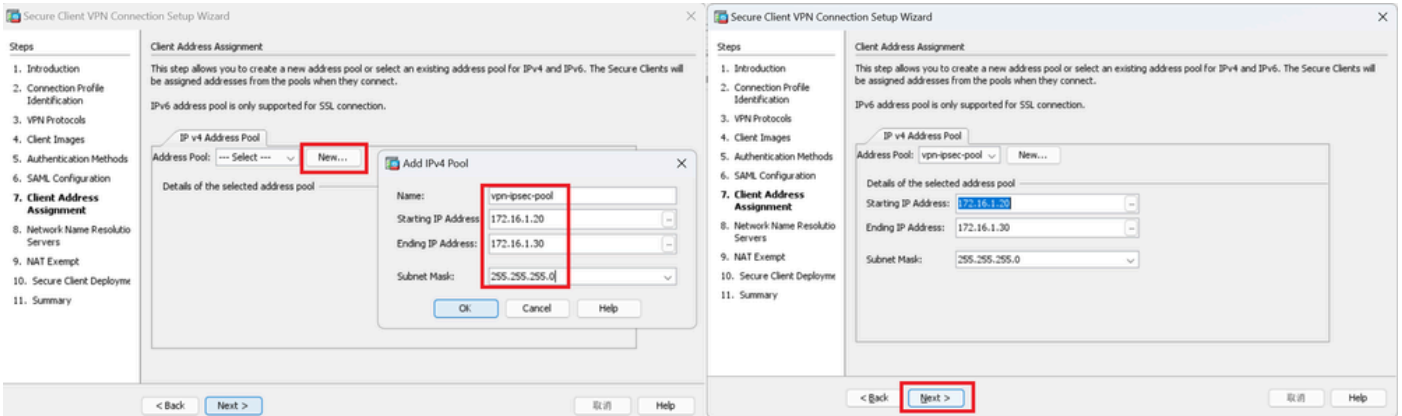 Secure Client VPN Connection Setup Wizard
Steps
1. Introduction
2. Connection Profile
Identification
3. VPN Protocols
4. Client Images
5. Authentication Methods
6. SAML Configuration
7. Client Address
Assignment
8. Network Name Resolutio
Servers
9. NAT Exempt
10. Secure Client Deployme
11. Summary
Client Address Assignment
This step allows you to create a new address pool or select an existing address pool for IPv4 and IPv6. The Secure Clients will
be assigned addresses from the pools when they connect.
IPv6 address pool is only supported for SSL connection.
IP v4 Address Pool
Address Pool: --- Select --- New...
Details of the selected address pool
Add IPv4 Pool
Name: vpn-ipsec-pool
Starting IP Address 172.16.1.20
Ending IP Address: 172.16.1.30
Subnet Mask: 255.255.255.0
OK Cancel Help
< Back Next > 取消 Help
Secure Client VPN Connection Setup Wizard
Steps
1. Introduction
2. Connection Profile
Identification
3. VPN Protocols
4. Client Images
5. Authentication Methods
6. SAML Configuration
7. Client Address
Assignment
8. Network Name Resolutio
Servers
9. NAT Exempt
10. Secure Client Deployme
11. Summary
Client Address Assignment
This step allows you to create a new address pool or select an existing address pool for IPv4 and IPv6. The Secure Clients will
be assigned addresses from the pools when they connect.
IPv6 address pool is only supported for SSL connection.
IP v4 Address Pool
Address Pool: vpn-ipsec-pool New...
Details of the selected address pool
Starting IP Address: 172.16.1.20
Ending IP Address: 172.16.1.30
Subnet Mask: 255.255.255.0
< Back Next > 取消 Help